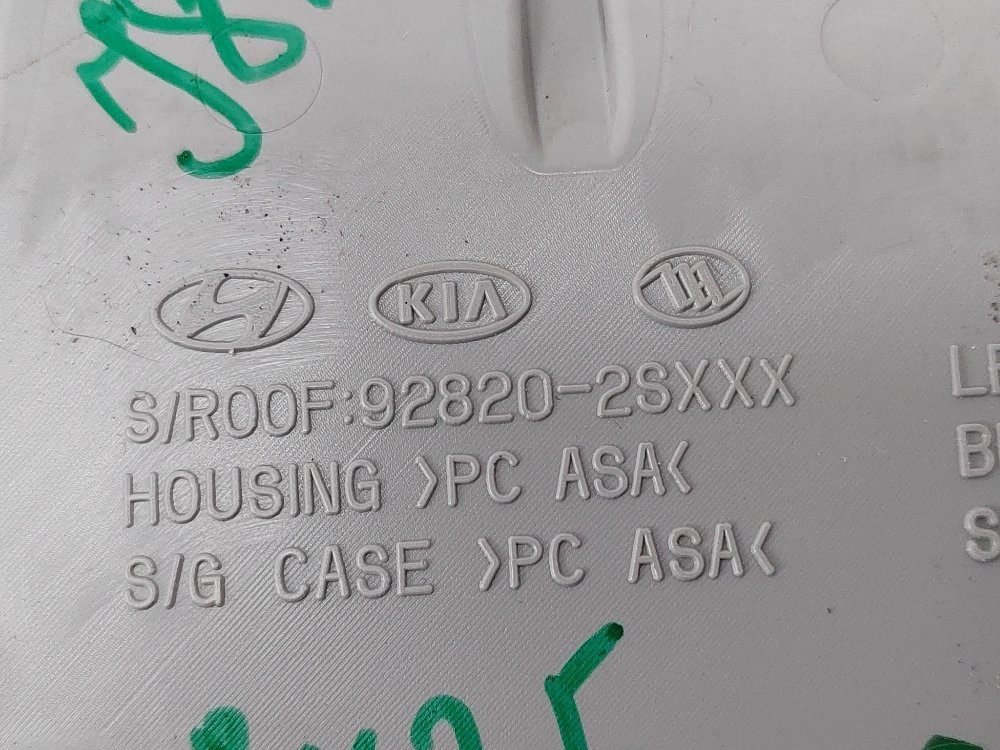 KIA
S/ROOF:92820-2SXXX
HOUSING >PC ASA<
S/G CASE >PC ASA<